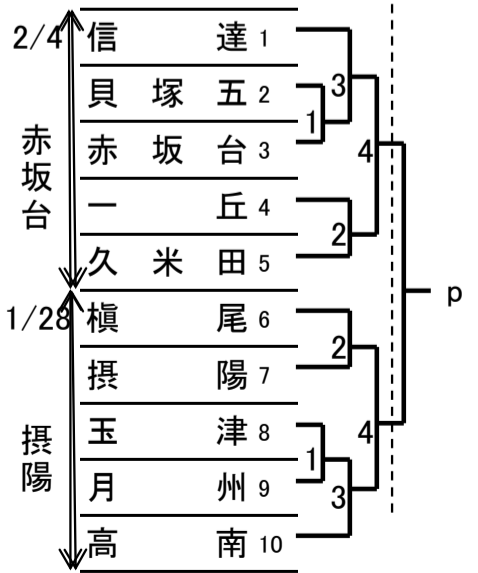 2/4
赤坂台
1/28
摂陽
信達 1
貝塚五 2
赤坂台 3
一丘 4
久米田 5
槇尾 6
摂陽 7
玉津 8
月州 9
高南 10
3
1
4
2
p
2
4
1
3